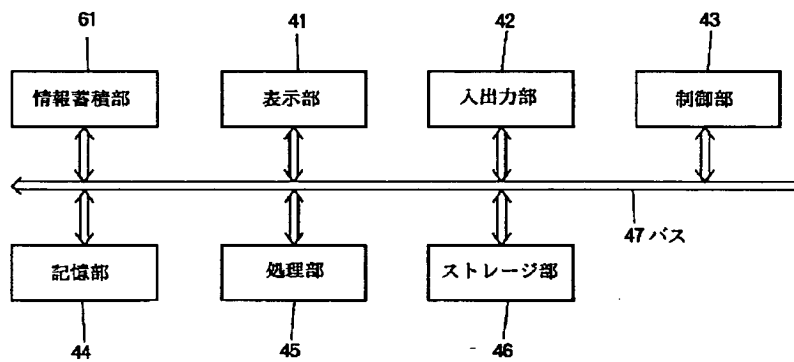 61
41
42
43
情報蓄積部
表示部
入出力部
制御部
47 バス
記憶部
処理部
ストレージ部
44
45
46